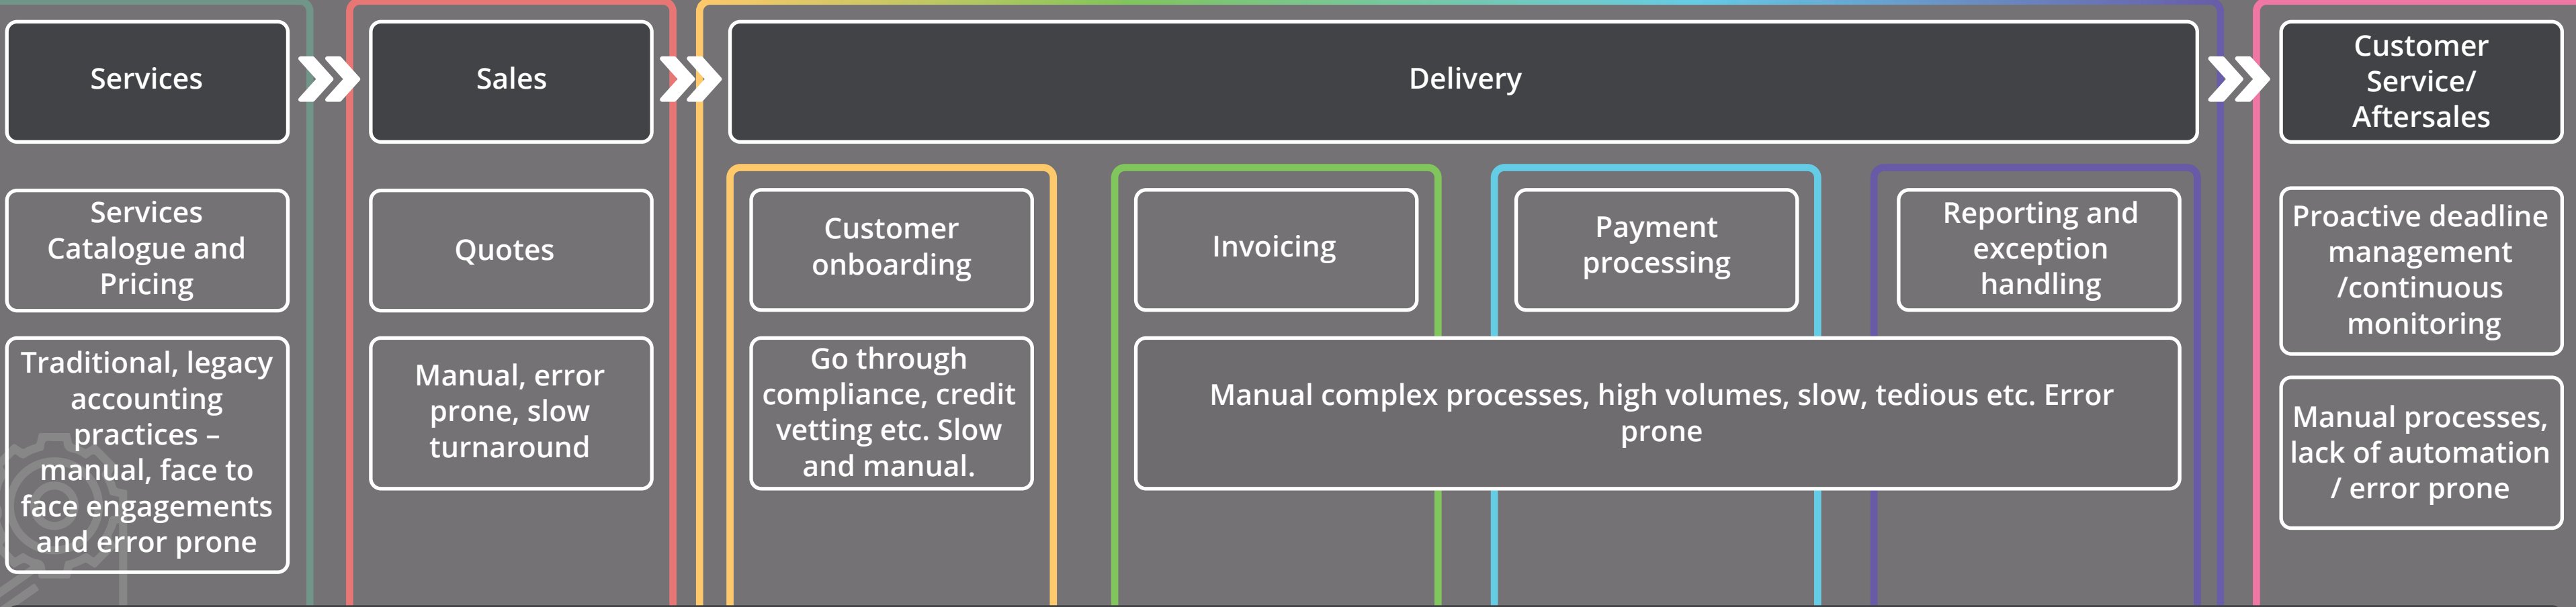 Services
Sales
Delivery
Customer
Service/
Aftersales
Services
Catalogue and
Pricing
Quotes
Customer
onboarding
Invoicing
Payment
processing
Reporting and
exception
handling
Proactive deadline
management
/continuous
monitoring
Traditional, legacy
accounting
practices –
manual, face to
face engagements
and error prone
Manual, error
prone, slow
turnaround
Go through
compliance, credit
vetting etc. Slow
and manual.
Manual complex processes, high volumes, slow, tedious etc. Error
prone
Manual processes,
lack of automation
/ error prone